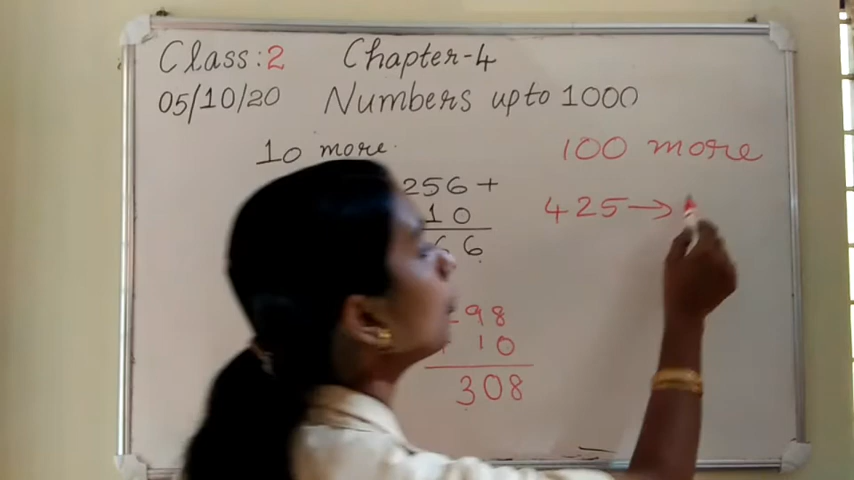 Class: 2 Chapter-4
05/10/20 Numbers upto 1000
10 more.
256 +
10
66
98
10
308
100 more
425 →